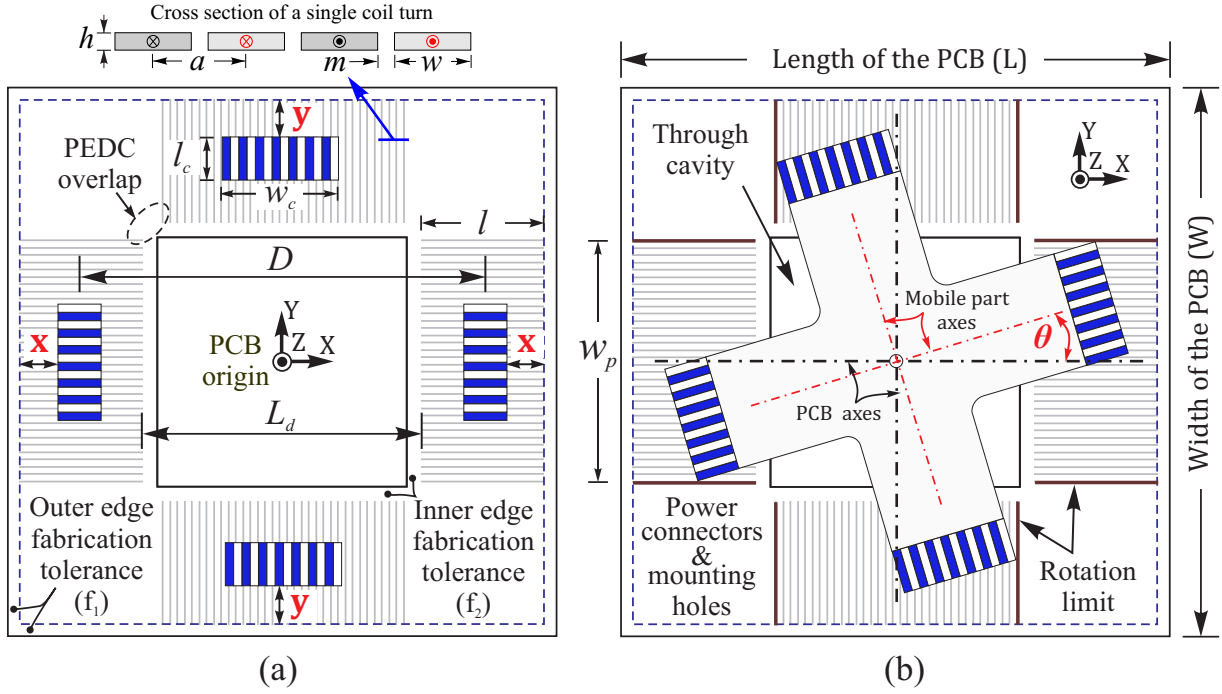 Cross section of a single coil turn
h
a
m
w
y
PEDC
overlap
l_c
w_c
l
D
x
x
Y
Z
X
PCB
origin
L_d
Outer edge
fabrication
tolerance
(f₁)
y
Inner edge
fabrication
tolerance
(f₂)
(a)
Length of the PCB (L)
Through
cavity
Y
Z
X
Mobile part
axes
θ
w_p
PCB axes
Width of the PCB (W)
Power
connectors
&
mounting
holes
Rotation
limit
(b)